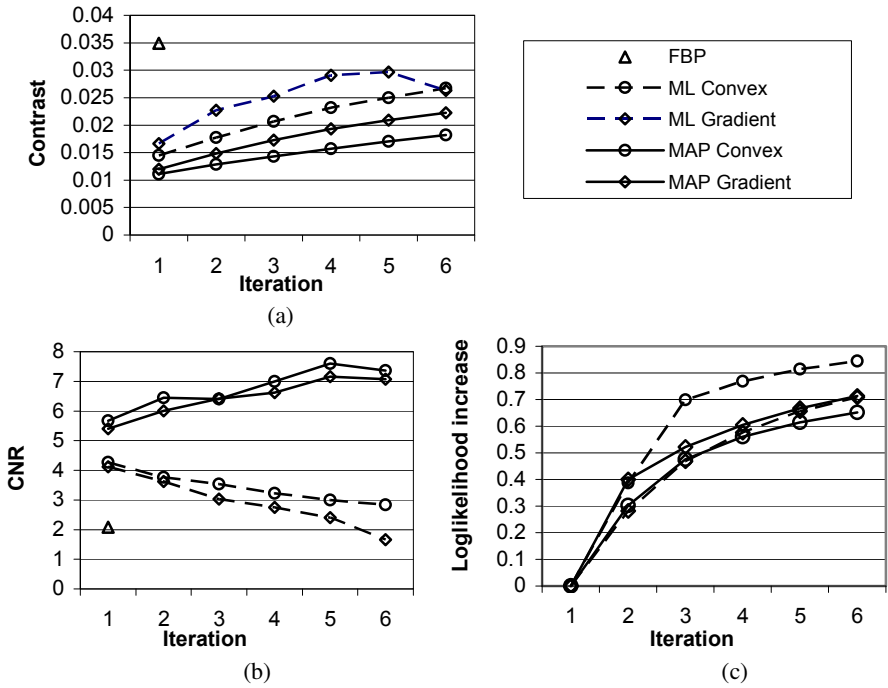 0.04
0.035
0.03
0.025
0.02
0.015
0.01
0.005
0
Contrast
1 2 3 4 5 6
Iteration
(a)
FBP
ML Convex
ML Gradient
MAP Convex
MAP Gradient
8
7
6
5
4
3
2
1
0
CNR
1 2 3 4 5 6
Iteration
(b)
0.9
0.8
0.7
0.6
0.5
0.4
0.3
0.2
0.1
0
Loglikelihood increase
1 2 3 4 5 6
Iteration
(c)